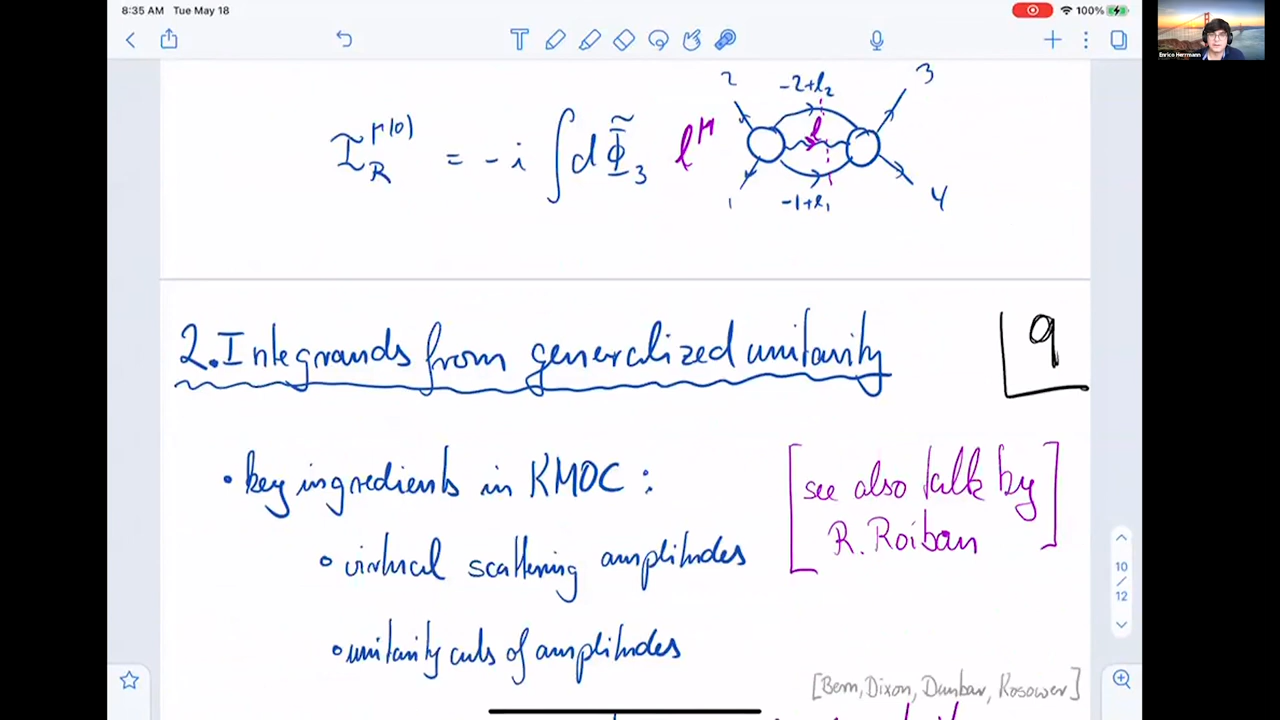 8:35 AM Tue May 18
100%
Enrico Herrmann
2 -2+l₂ 3
I_R^{μ(0)} = -i ∫ dΦ̃₃ l^μ l
1 -1+l₁ 4
2. Integrands from generalized unitarity 9
• key ingredients in KMOC :
[see also talk by
R. Roiban]
• virtual scattering amplitudes
• unitarity cuts of amplitudes
10
/
12
[Bern, Dixon, Dunbar, Kosower]